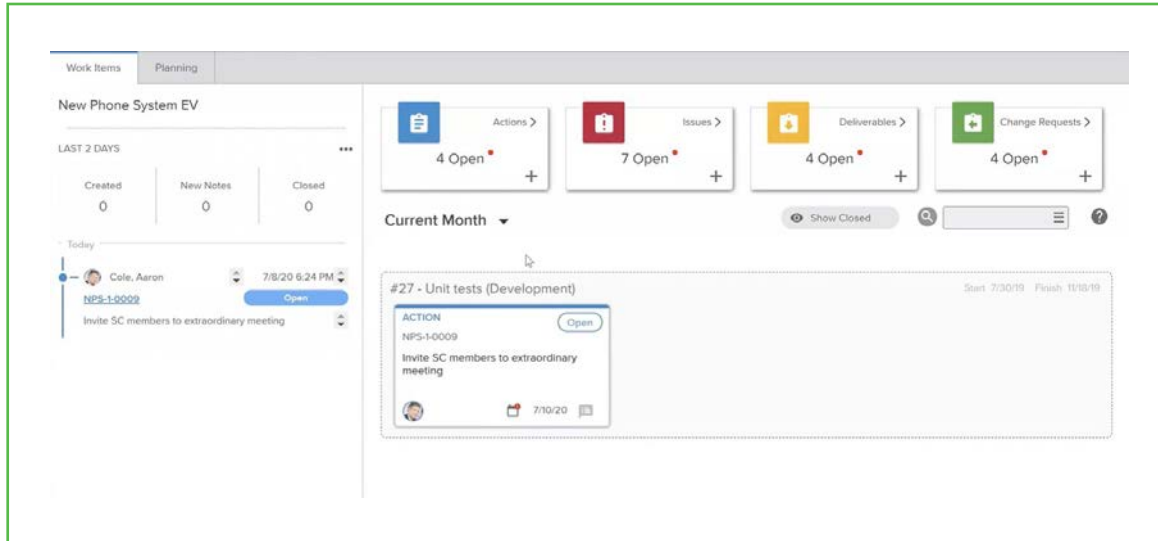 Work Items
Planning
New Phone System EV
LAST 2 DAYS
Created
New Notes
Closed
0
0
0
Today
Cole, Aaron
7/8/20 6:24 PM
NPS-1-0009
Open
Invite SC members to extraordinary meeting
Actions >
4 Open
+
Issues >
7 Open
+
Deliverables >
4 Open
+
Change Requests >
4 Open
+
Current Month
Show Closed
?
#27 - Unit tests (Development)
Start 7/30/19 Finish 11/18/19
ACTION
Open
NPS-1-0009
Invite SC members to extraordinary
meeting
7/10/20